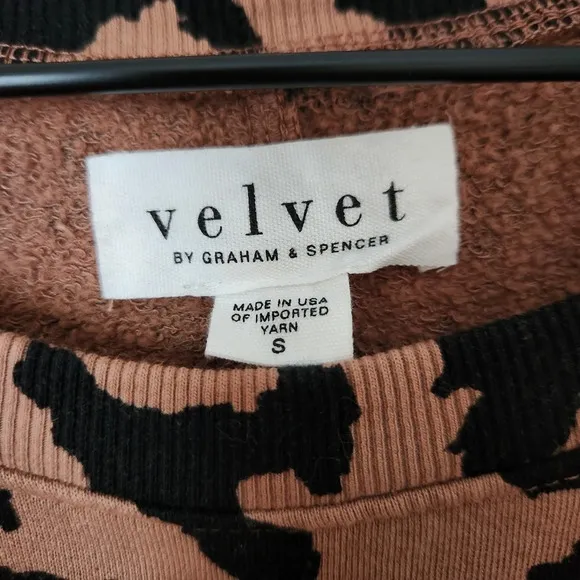 velvet
BY GRAHAM & SPENCER
MADE IN USA
OF IMPORTED
YARN
S